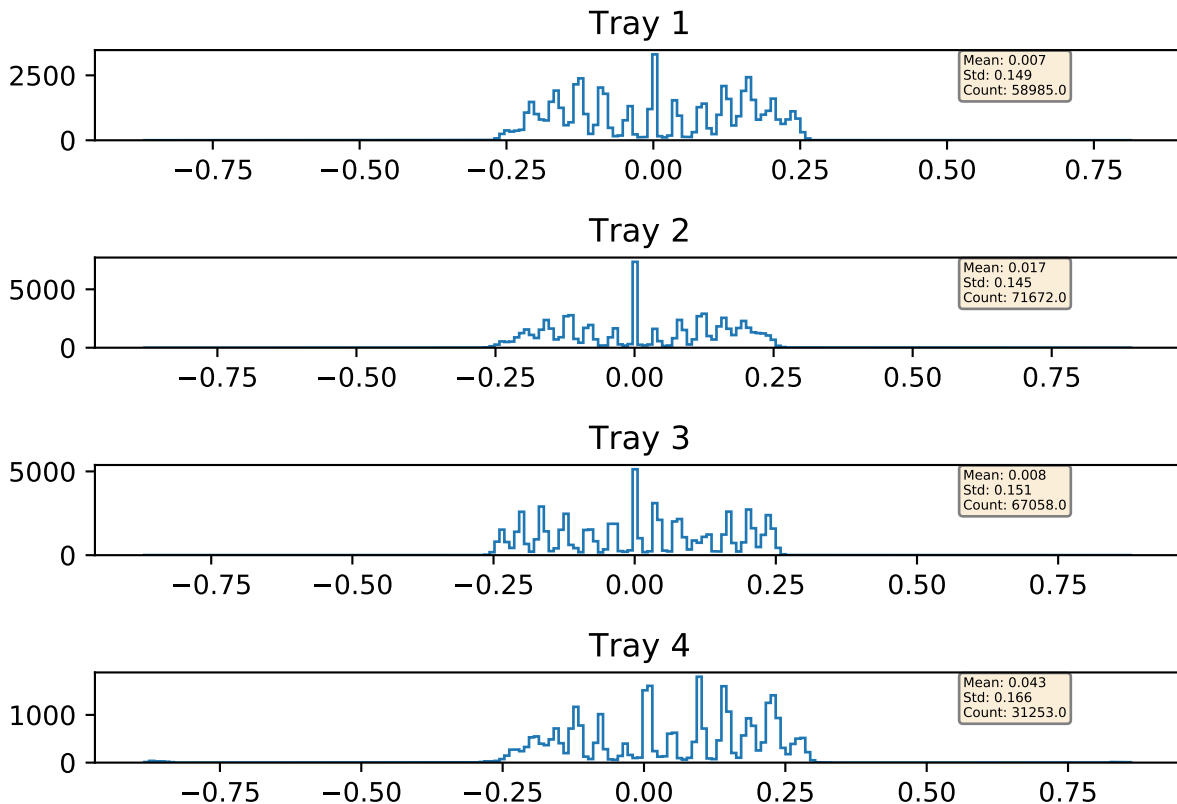 Tray 1
2500
0
Mean: 0.007
Std: 0.149
Count: 58985.0
−0.75 −0.50 −0.25 0.00 0.25 0.50 0.75
Tray 2
5000
0
Mean: 0.017
Std: 0.145
Count: 71672.0
−0.75 −0.50 −0.25 0.00 0.25 0.50 0.75
Tray 3
5000
0
Mean: 0.008
Std: 0.151
Count: 67058.0
−0.75 −0.50 −0.25 0.00 0.25 0.50 0.75
Tray 4
1000
0
Mean: 0.043
Std: 0.166
Count: 31253.0
−0.75 −0.50 −0.25 0.00 0.25 0.50 0.75